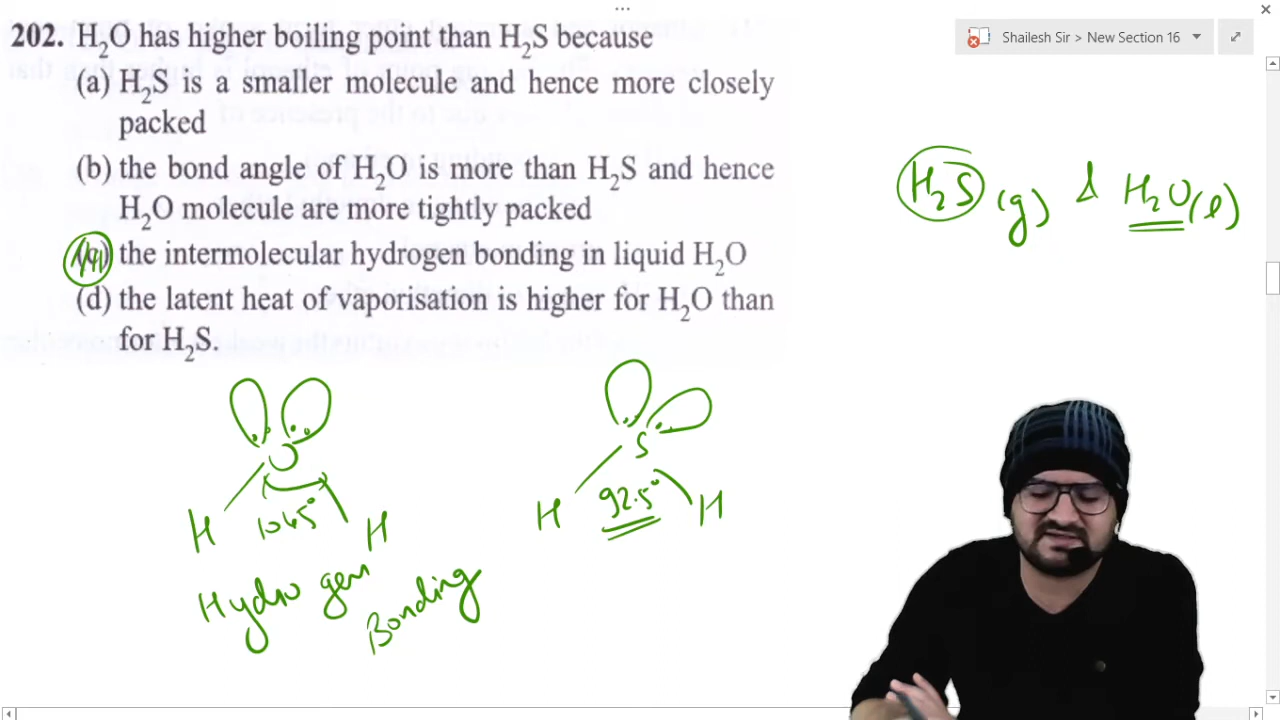 Shailesh Sir > New Section 16
202. H₂O has higher boiling point than H₂S because
(a) H₂S is a smaller molecule and hence more closely
packed
(b) the bond angle of H₂O is more than H₂S and hence
H₂O molecule are more tightly packed
(c) the intermolecular hydrogen bonding in liquid H₂O
(d) the latent heat of vaporisation is higher for H₂O than
for H₂S.
H₂S (g) & H₂O(l)
O
H 104.5° H
Hydrogen
Bonding
S
H 92.5° H